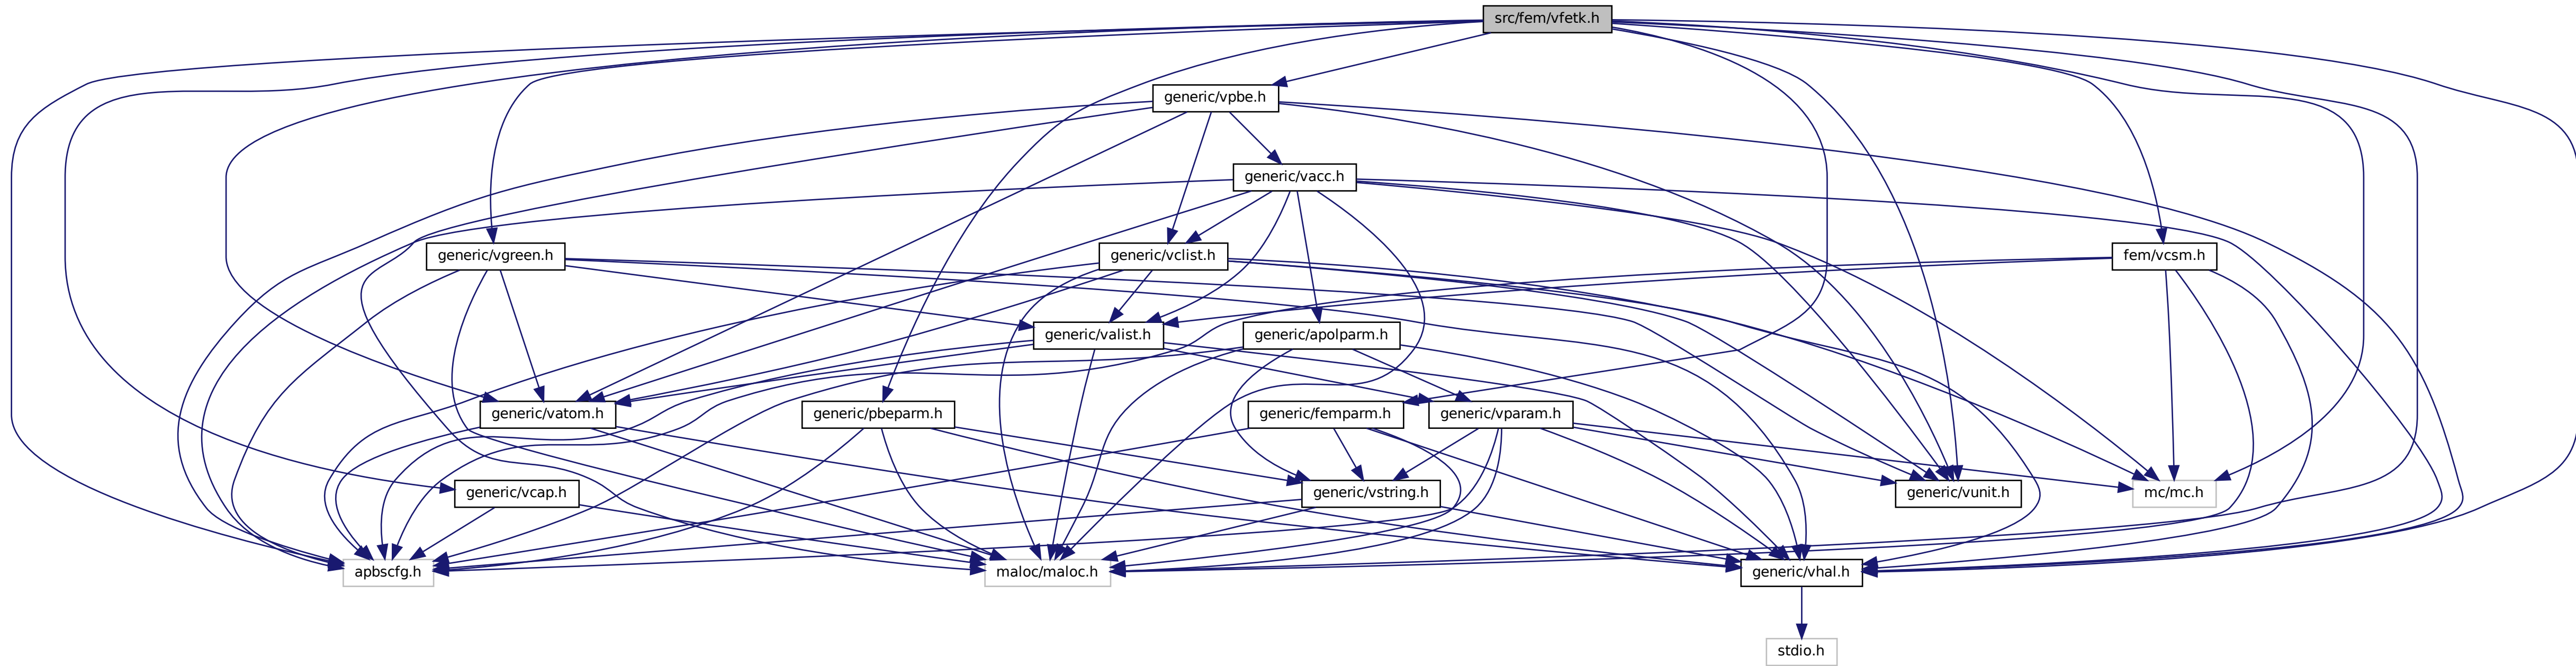 src/fem/vfetk.h
generic/vpbe.h
generic/vacc.h
generic/vgreen.h
generic/vclist.h
fem/vcsm.h
generic/valist.h
generic/apolparm.h
generic/vatom.h
generic/pbeparm.h
generic/femparm.h
generic/vparam.h
generic/vcap.h
generic/vstring.h
generic/vunit.h
mc/mc.h
apbscfg.h
maloc/maloc.h
generic/vhal.h
stdio.h